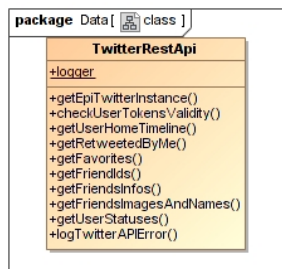 package Data[ class ]
TwitterRestApi
+logger
+getEpiTwitterInstance()
+checkUserTokensValidity()
+getUserHomeTimeline()
+getRetweetedByMe()
+getFavorites()
+getFriendIds()
+getFriendsInfos()
+getFriendsImagesAndNames()
+getUserStatuses()
+logTwitterAPIError()